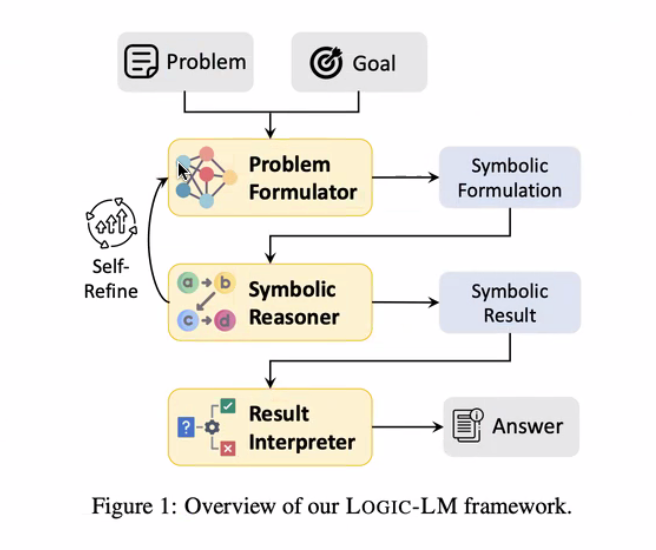 Problem
Goal
Problem
Formulator
Symbolic
Formulation
Self-
Refine
a
b
c
d
Symbolic
Reasoner
Symbolic
Result
?
Result
Interpreter
i
Answer
Figure 1: Overview of our LOGIC-LM framework.